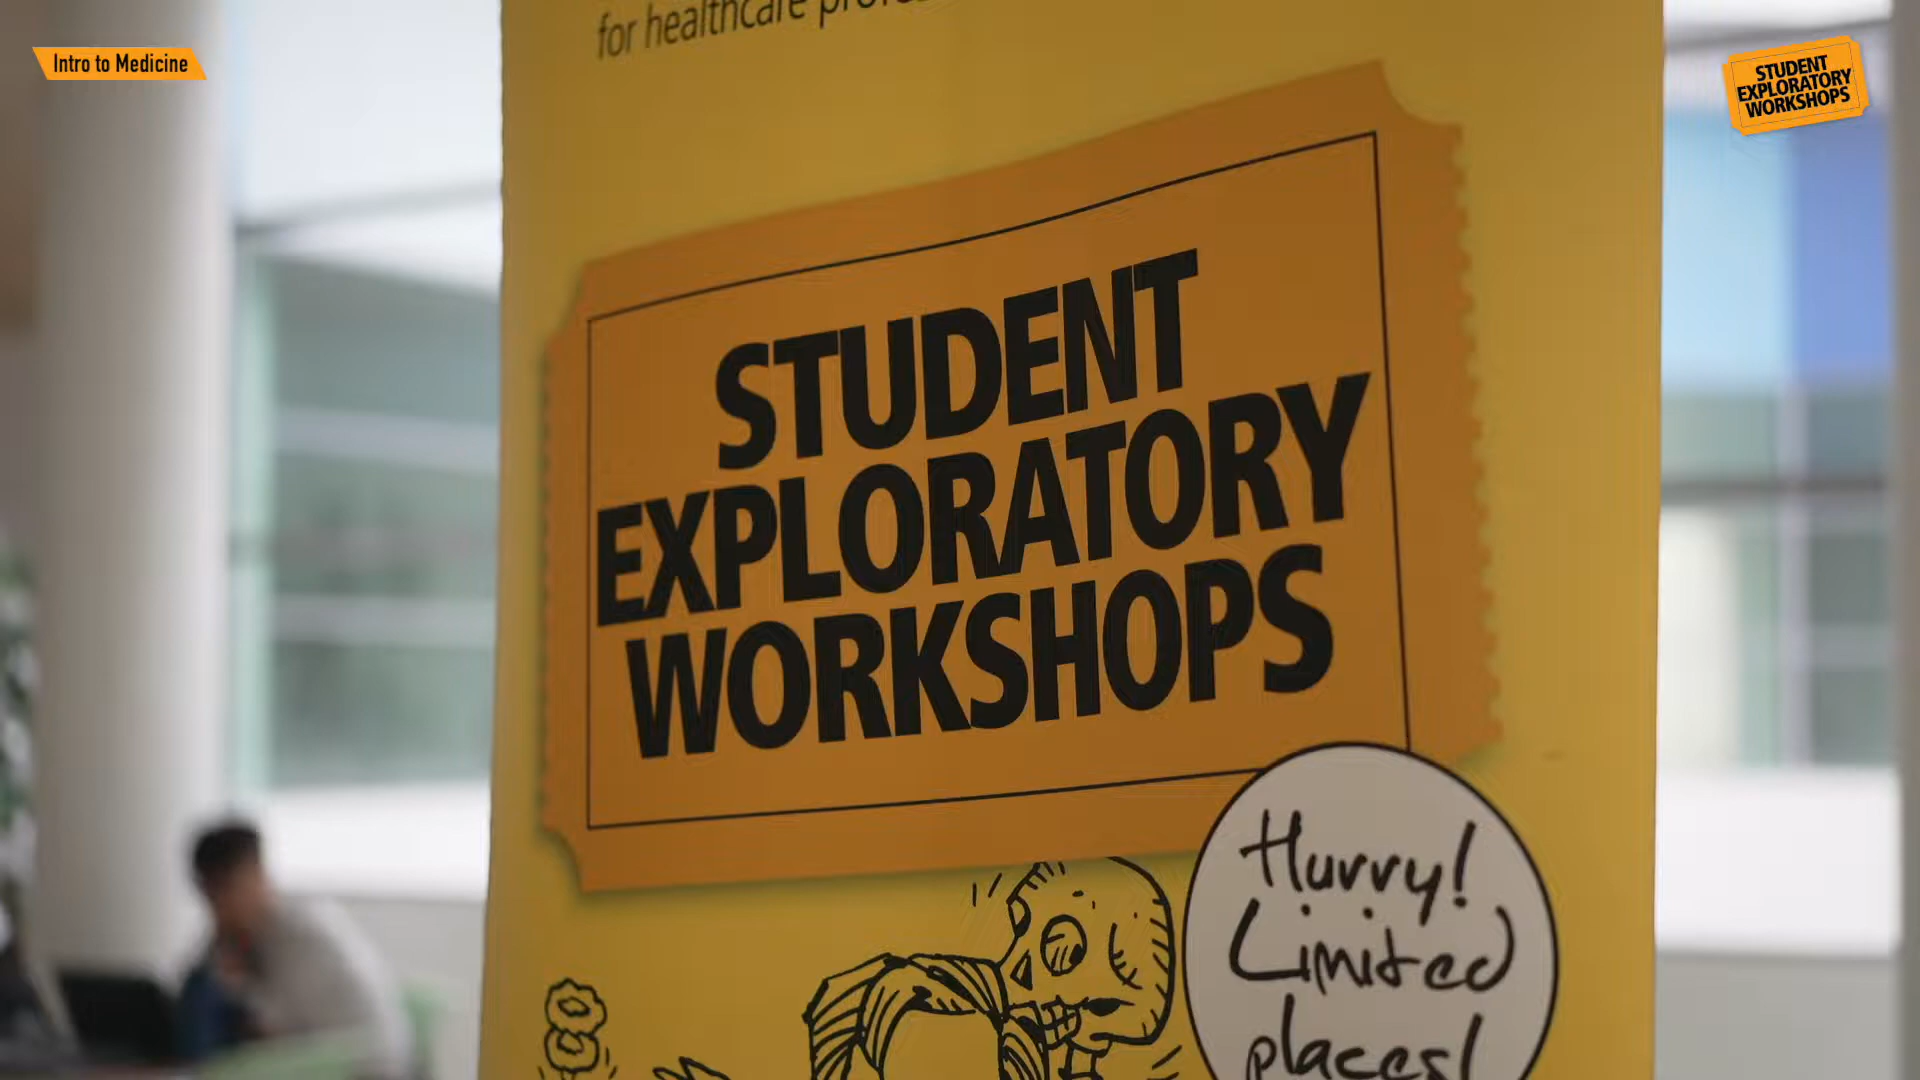 for healthcare
Intro to Medicine
STUDENT
EXPLORATORY
WORKSHOPS
STUDENT
EXPLORATORY
WORKSHOPS
Hurry!
Limited
places!